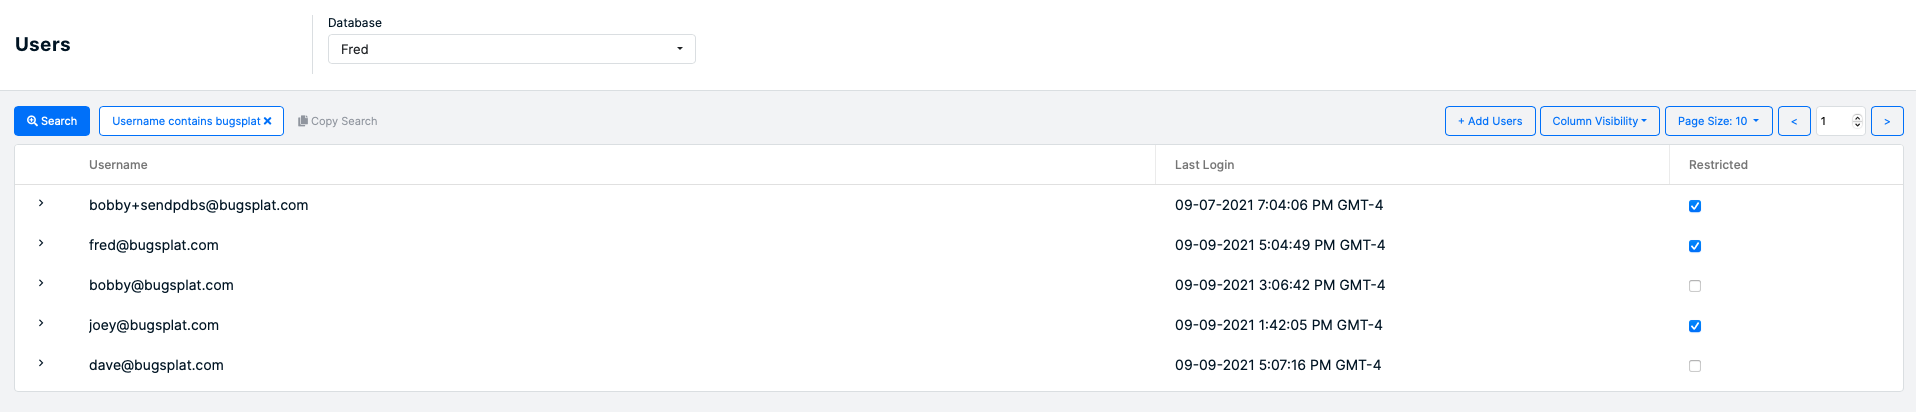 Users
Database
Fred
Search
Username contains bugsplat ×
Copy Search
+ Add Users
Column Visibility
Page Size: 10
<
1
>
Username Last Login Restricted
bobby+sendpdbs@bugsplat.com 09-07-2021 7:04:06 PM GMT-4
fred@bugsplat.com 09-09-2021 5:04:49 PM GMT-4
bobby@bugsplat.com 09-09-2021 3:06:42 PM GMT-4
joey@bugsplat.com 09-09-2021 1:42:05 PM GMT-4
dave@bugsplat.com 09-09-2021 5:07:16 PM GMT-4